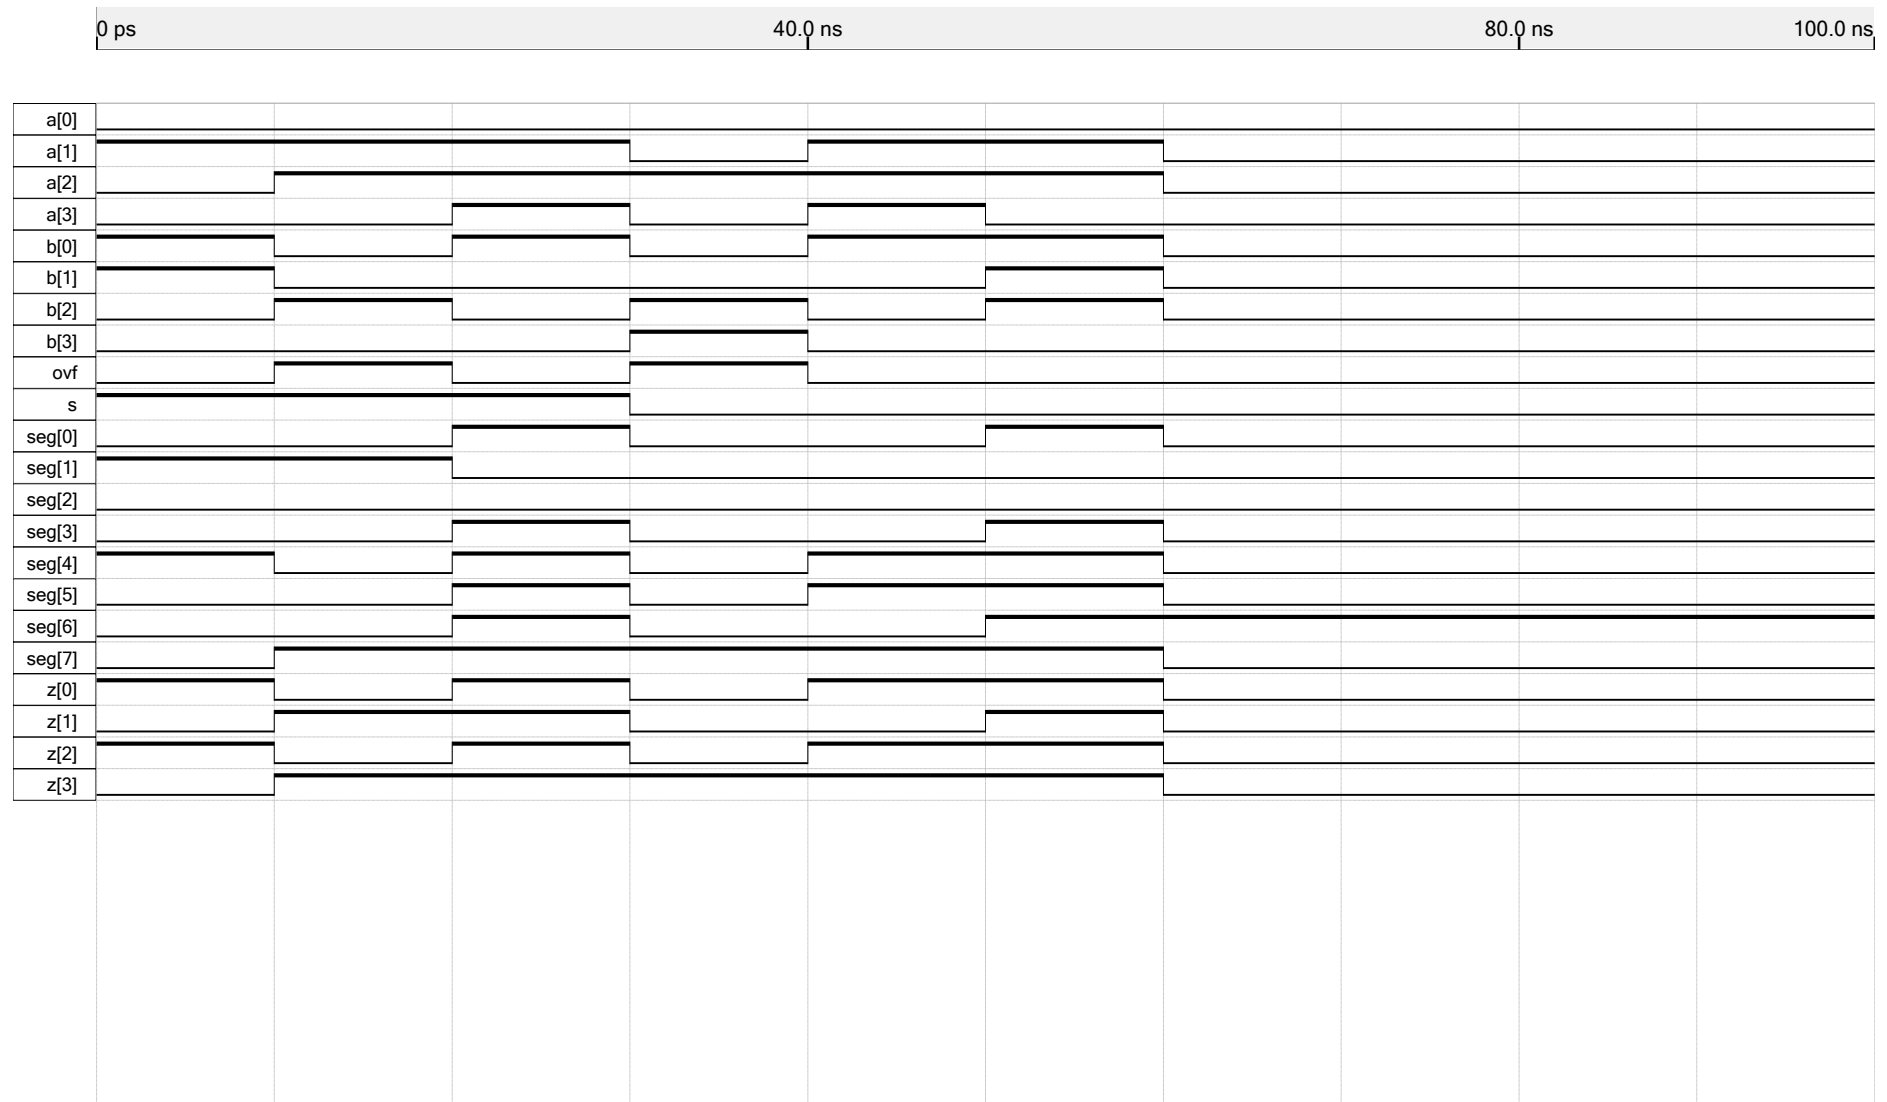 0 ps 40.0 ns 80.0 ns 100.0 ns
a[0]
a[1]
a[2]
a[3]
b[0]
b[1]
b[2]
b[3]
ovf
s
seg[0]
seg[1]
seg[2]
seg[3]
seg[4]
seg[5]
seg[6]
seg[7]
z[0]
z[1]
z[2]
z[3]